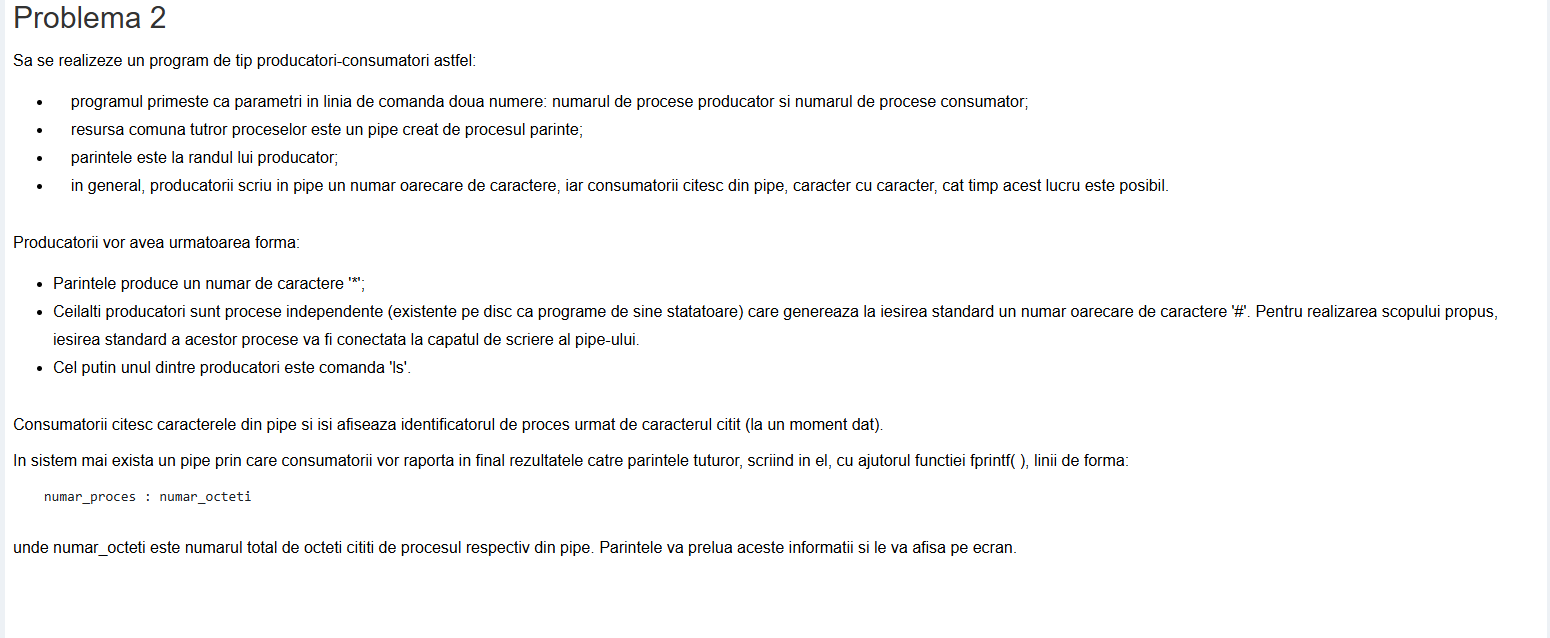 Problema 2
Sa se realizeze un program de tip producatori-consumatori astfel:
• programul primeste ca parametri in linia de comanda doua numere: numarul de procese producator si numarul de procese consumator;
• resursa comuna tutror proceselor este un pipe creat de procesul parinte;
• parintele este la randul lui producator;
• in general, producatorii scriu in pipe un numar oarecare de caractere, iar consumatorii citesc din pipe, caracter cu caracter, cat timp acest lucru este posibil.
Producatorii vor avea urmatoarea forma:
• Parintele produce un numar de caractere '*';
• Ceilalti producatori sunt procese independente (existente pe disc ca programe de sine statatoare) care genereaza la iesirea standard un numar oarecare de caractere '#'. Pentru realizarea scopului propus,
iesirea standard a acestor procese va fi conectata la capatul de scriere al pipe-ului.
• Cel putin unul dintre producatori este comanda 'ls'.
Consumatorii citesc caracterele din pipe si isi afiseaza identificatorul de proces urmat de caracterul citit (la un moment dat).
In sistem mai exista un pipe prin care consumatorii vor raporta in final rezultatele catre parintele tuturor, scriind in el, cu ajutorul functiei fprintf( ), linii de forma:
numar_proces : numar_octeti
unde numar_octeti este numarul total de octeti cititi de procesul respectiv din pipe. Parintele va prelua aceste informatii si le va afisa pe ecran.